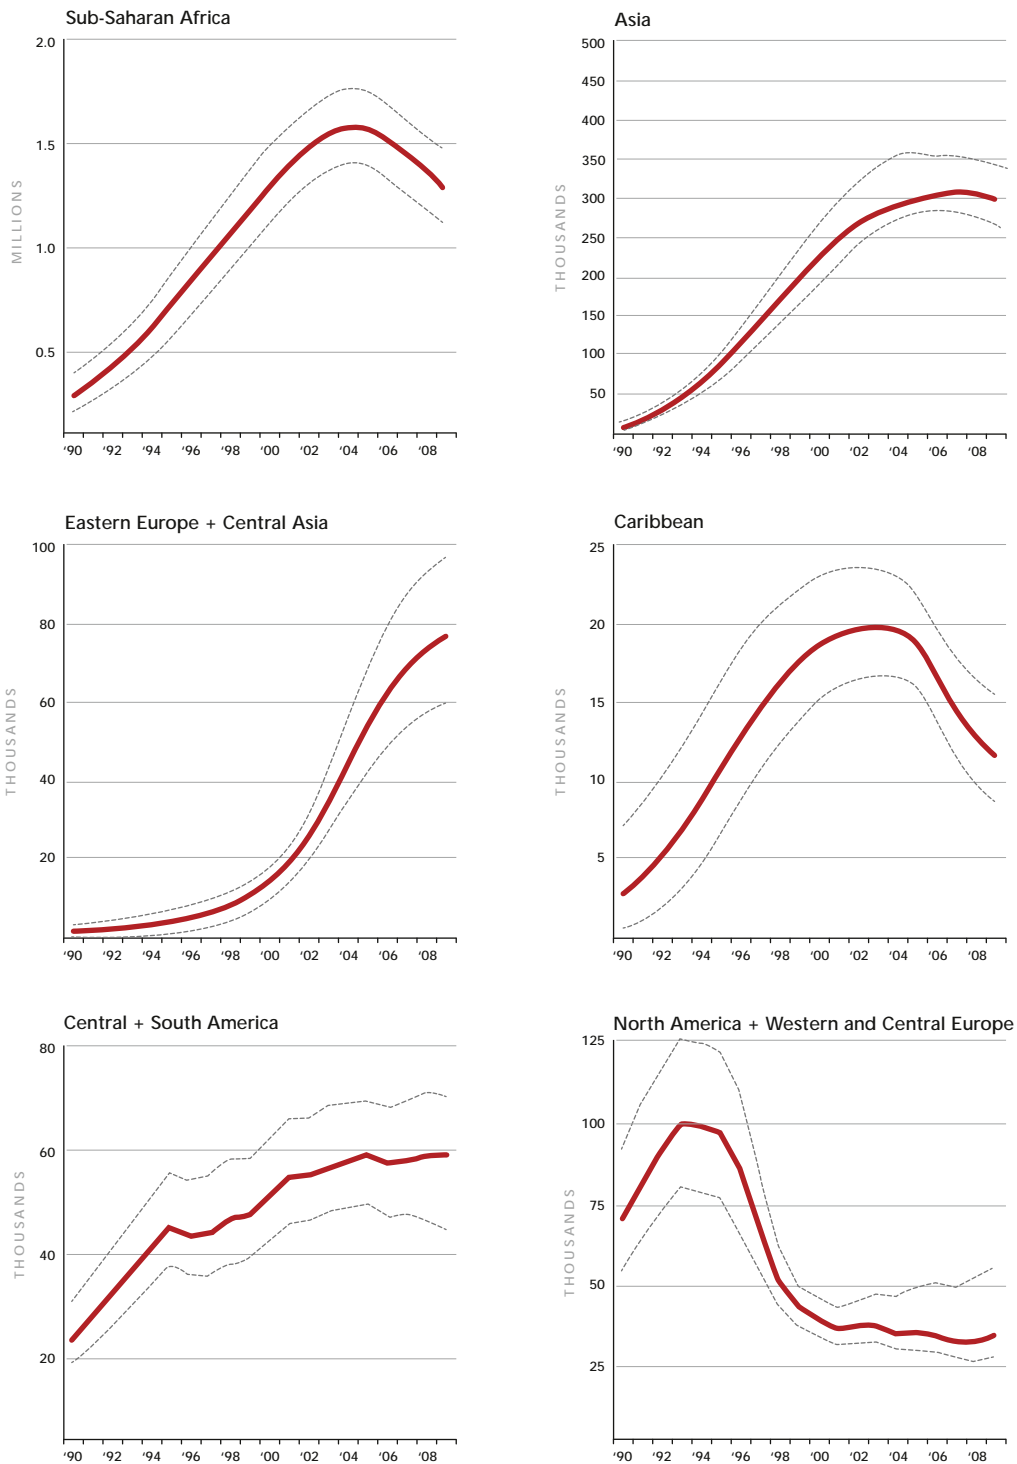 Sub-Saharan Africa
2.0
1.5
1.0
0.5
MILLIONS
‘90 ‘92 ‘94 ‘96 ‘98 ‘00 ‘02 ‘04 ‘06 ‘08
Asia
500
450
400
350
300
250
200
150
100
50
THOUSANDS
‘90 ‘92 ‘94 ‘96 ‘98 ‘00 ‘02 ‘04 ‘06 ‘08
Eastern Europe + Central Asia
100
80
60
40
20
THOUSANDS
‘90 ‘92 ‘94 ‘96 ‘98 ‘00 ‘02 ‘04 ‘06 ‘08
Caribbean
25
20
15
10
5
THOUSANDS
‘90 ‘92 ‘94 ‘96 ‘98 ‘00 ‘02 ‘04 ‘06 ‘08
Central + South America
80
60
40
20
THOUSANDS
‘90 ‘92 ‘94 ‘96 ‘98 ‘00 ‘02 ‘04 ‘06 ‘08
North America + Western and Central Europe
125
100
75
50
25
THOUSANDS
‘90 ‘92 ‘94 ‘96 ‘98 ‘00 ‘02 ‘04 ‘06 ‘08